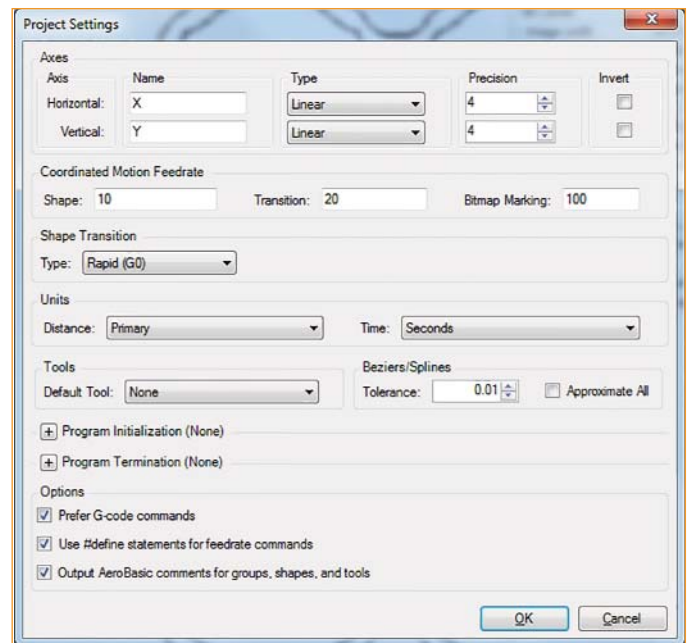 Project Settings
Axes
Axis Name Type Precision Invert
Horizontal: X Linear 4
Vertical: Y Linear 4
Coordinated Motion Feedrate
Shape: 10 Transition: 20 Bitmap Marking: 100
Shape Transition
Type: Rapid (G0)
Units
Distance: Primary Time: Seconds
Tools Beziers/Splines
Default Tool: None Tolerance: 0.01 Approximate All
Program Initialization (None)
Program Termination (None)
Options
Prefer G-code commands
Use #define statements for feedrate commands
Output AeroBasic comments for groups, shapes, and tools
OK Cancel